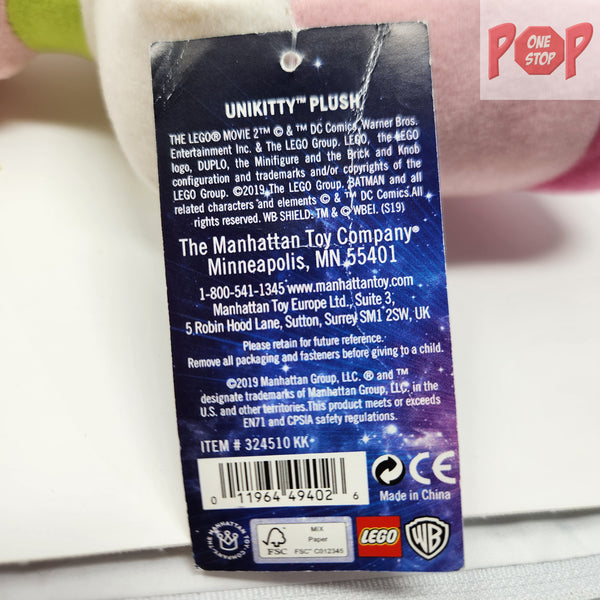 POP
ONE
STOP
UNIKITTY™ PLUSH
THE LEGO® MOVIE 2™ © & ™ DC Comics, Warner Bros.
Entertainment Inc. & The LEGO Group. LEGO, the LEGO
logo, DUPLO, the Minifigure and the Brick and Knob
configuration and trademarks and/or copyrights of the
LEGO Group. ©2019 The LEGO Group. BATMAN and all
related characters and elements © & ™ DC Comics.All
rights reserved. WB SHIELD: TM & © WBEI. (S19)
The Manhattan Toy Company®
Minneapolis, MN 55401
1-800-541-1345 www.manhattantoy.com
Manhattan Toy Europe Ltd., Suite 3,
5 Robin Hood Lane, Sutton, Surrey SM1 2SW, UK
Please retain for future reference.
Remove all packaging and fasteners before giving to a child.
©2019 Manhattan Group, LLC. ® and ™
designate trademarks of Manhattan Group, LLC. in the
U.S. and other territories.This product meets or exceeds
EN71 and CPSIA safety regulations.
ITEM # 324510 KK
0 11964 49402 6
CE
Made in China
THE MANHATTAN TOY COMPANY
FSC
MIX
Paper
FSC™ C012345
LEGO
WB